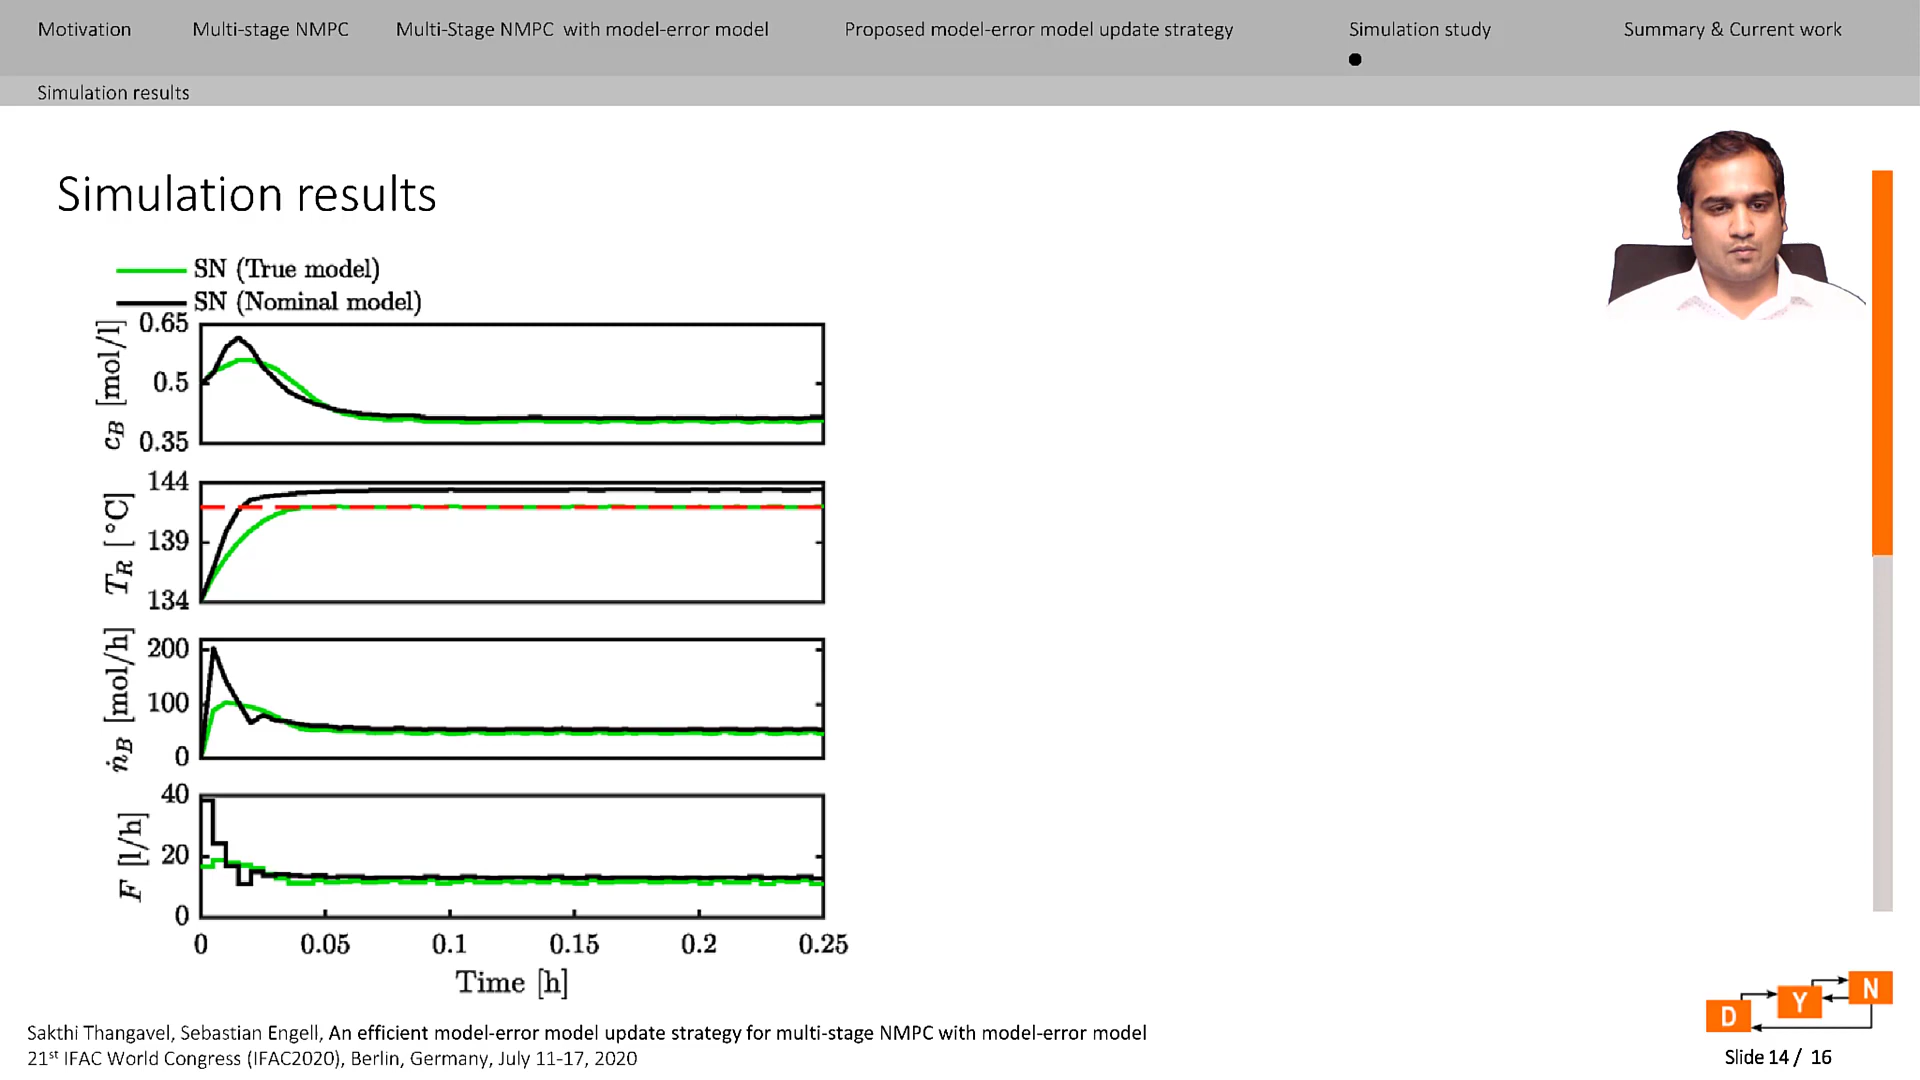 Motivation
Multi-stage NMPC
Multi-Stage NMPC with model-error model
Proposed model-error model update strategy
Simulation study
Summary & Current work
Simulation results
Simulation results
SN (True model)
SN (Nominal model)
c_B [mol/l]
0.65
0.5
0.35
T_R [°C]
144
139
134
ṅ_B [mol/h]
200
100
0
F [l/h]
40
20
0
0 0.05 0.1 0.15 0.2 0.25
Time [h]
D Y N
Sakthi Thangavel, Sebastian Engell, An efficient model-error model update strategy for multi-stage NMPC with model-error model
21st IFAC World Congress (IFAC2020), Berlin, Germany, July 11-17, 2020
Slide 14 / 16